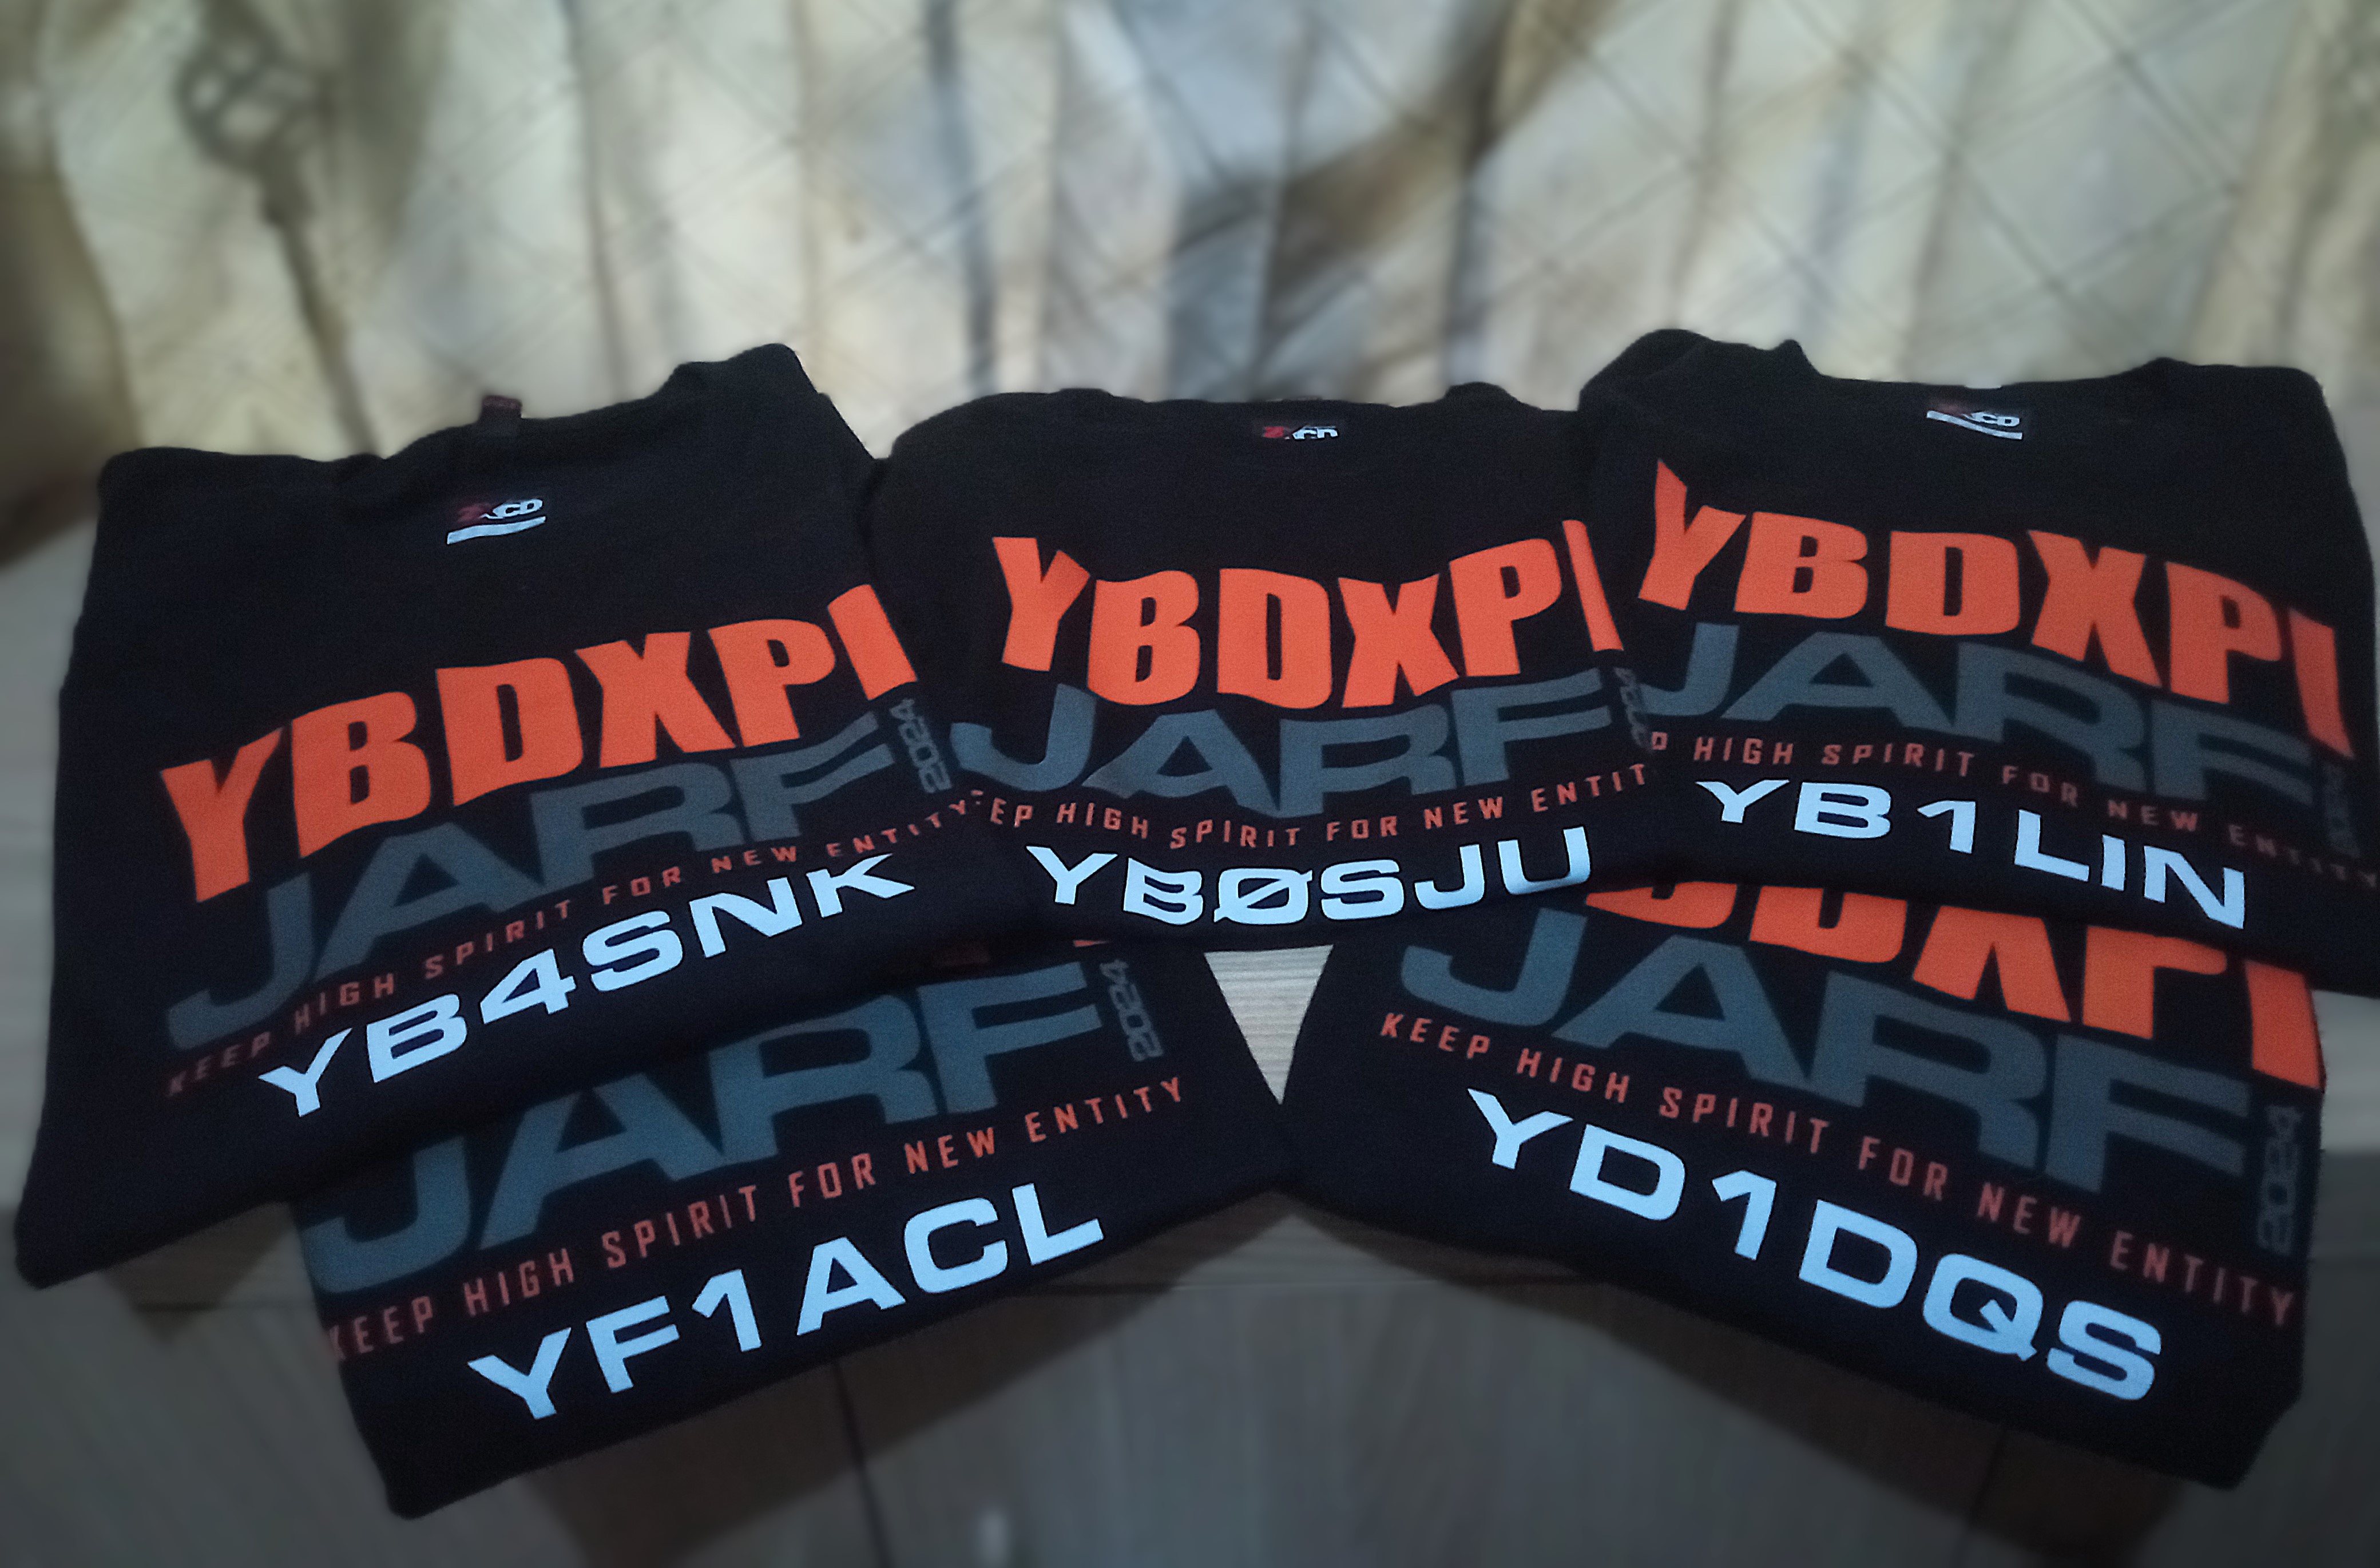 YBDXPI
JARF
2024
KEEP HIGH SPIRIT FOR NEW ENTITY
YB4SNK
YBDXPI
JARF
HIGH SPIRIT FOR NEW
YBØSJU
YBDXPI
JARF
HIGH SPIRIT FOR NEW ENTITY
YB1LIN
JARF
2024
KEEP HIGH SPIRIT FOR NEW ENTITY
YF1ACL
JARF
2024
KEEP HIGH SPIRIT FOR NEW ENTITY
YD1DQS